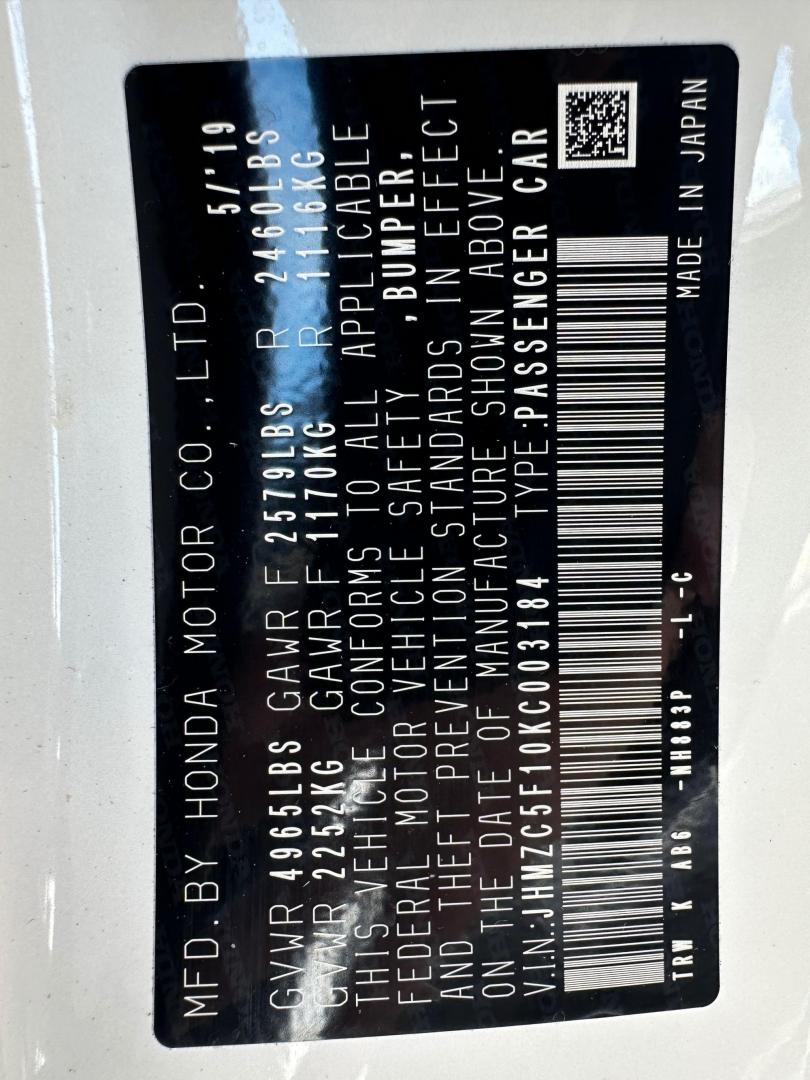 MFD. BY HONDA MOTOR CO., LTD.
5/'19
GVWR 4965LBS GAWR F 2579LBS R 2460LBS
GVWR 2252KG GAWR F 1170KG R 1116KG
THIS VEHICLE CONFORMS TO ALL APPLICABLE
FEDERAL MOTOR VEHICLE SAFETY ,BUMPER,
AND THEFT PREVENTION STANDARDS IN EFFECT
ON THE DATE OF MANUFACTURE SHOWN ABOVE.
V.I.N.:JHMZC5F10KC003184 TYPE:PASSENGER CAR
TRW K AB6 -NH883P -L -C MADE IN JAPAN